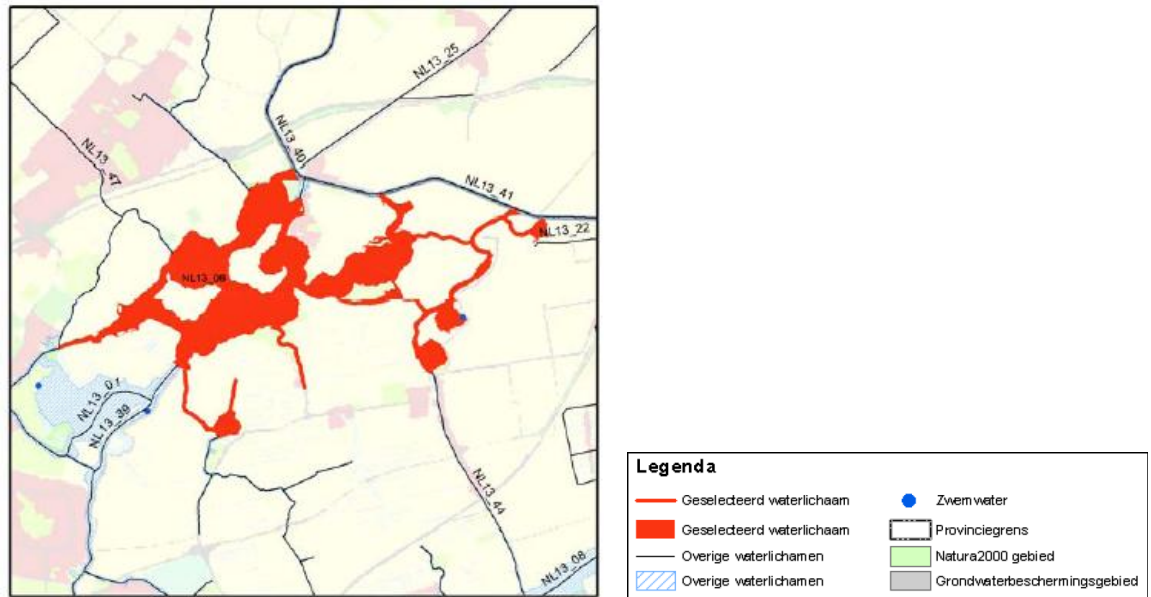 NL13_25
NL13_401
NL13_47
NL13_41
NL13_22
NL13_06
NL13_01
NL13_39
NL13_44
NL13_08
Legenda
Geselecteerd waterlichaam
Geselecteerd waterlichaam
Overige waterlichamen
Overige waterlichamen
Zwemwater
Provinciegrens
Natura2000 gebied
Grondwaterbeschermingsgebied